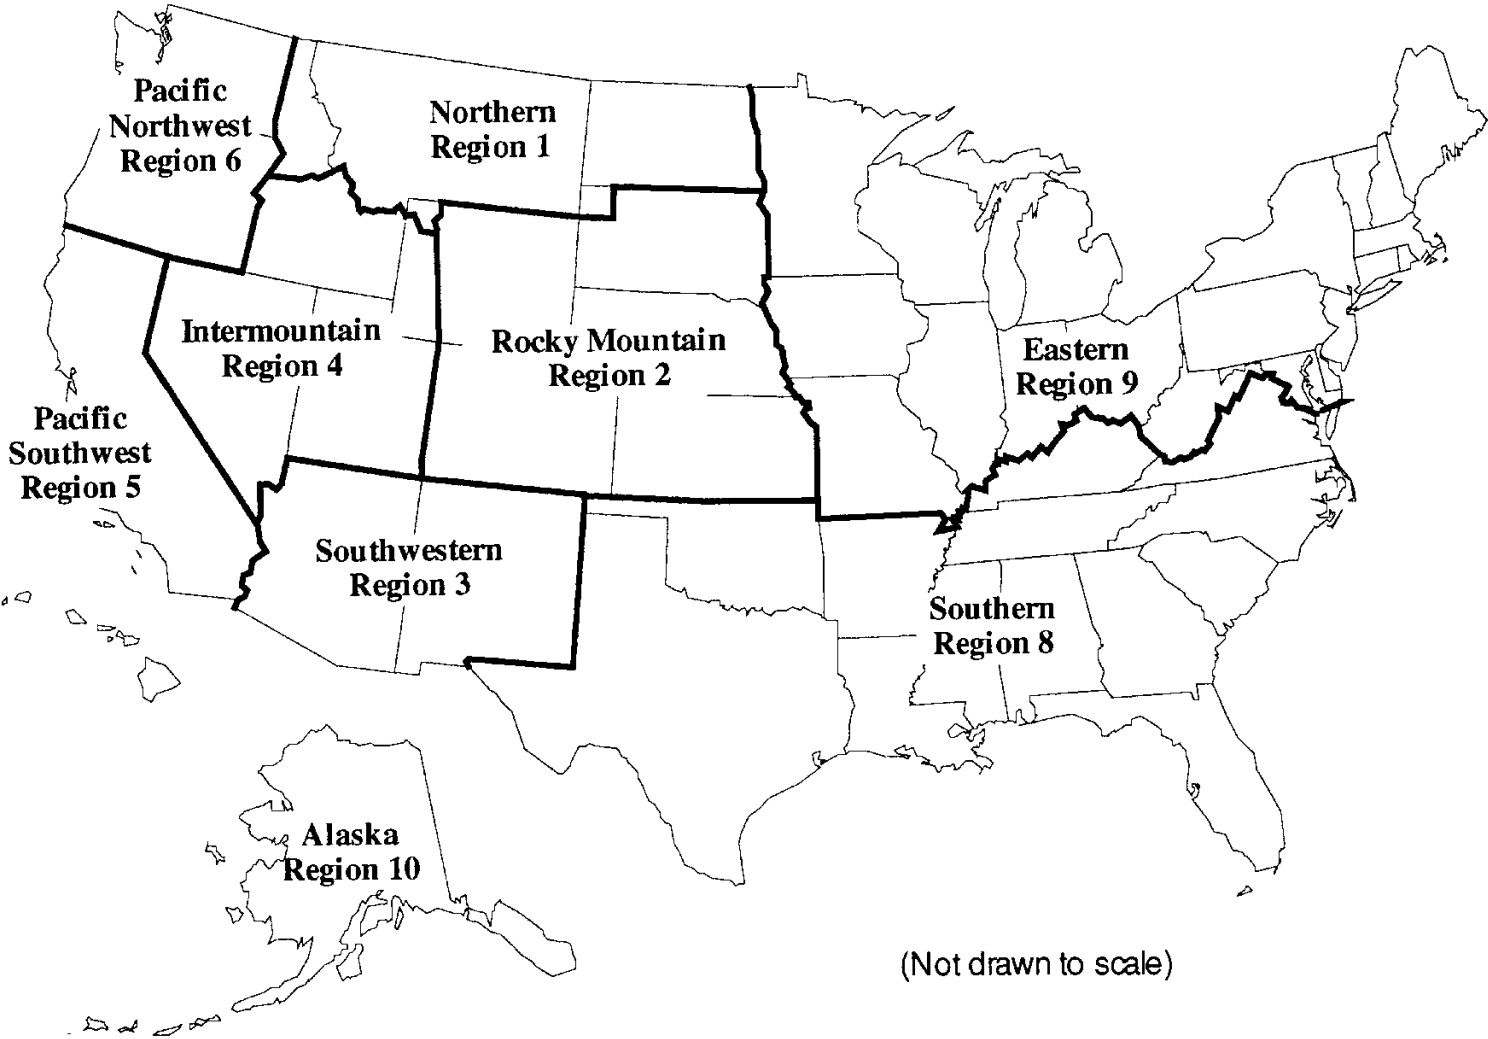 Pacific
Northwest
Region 6
Northern
Region 1
Intermountain
Region 4
Rocky Mountain
Region 2
Eastern
Region 9
Pacific
Southwest
Region 5
Southwestern
Region 3
Southern
Region 8
Alaska
Region 10
(Not drawn to scale)